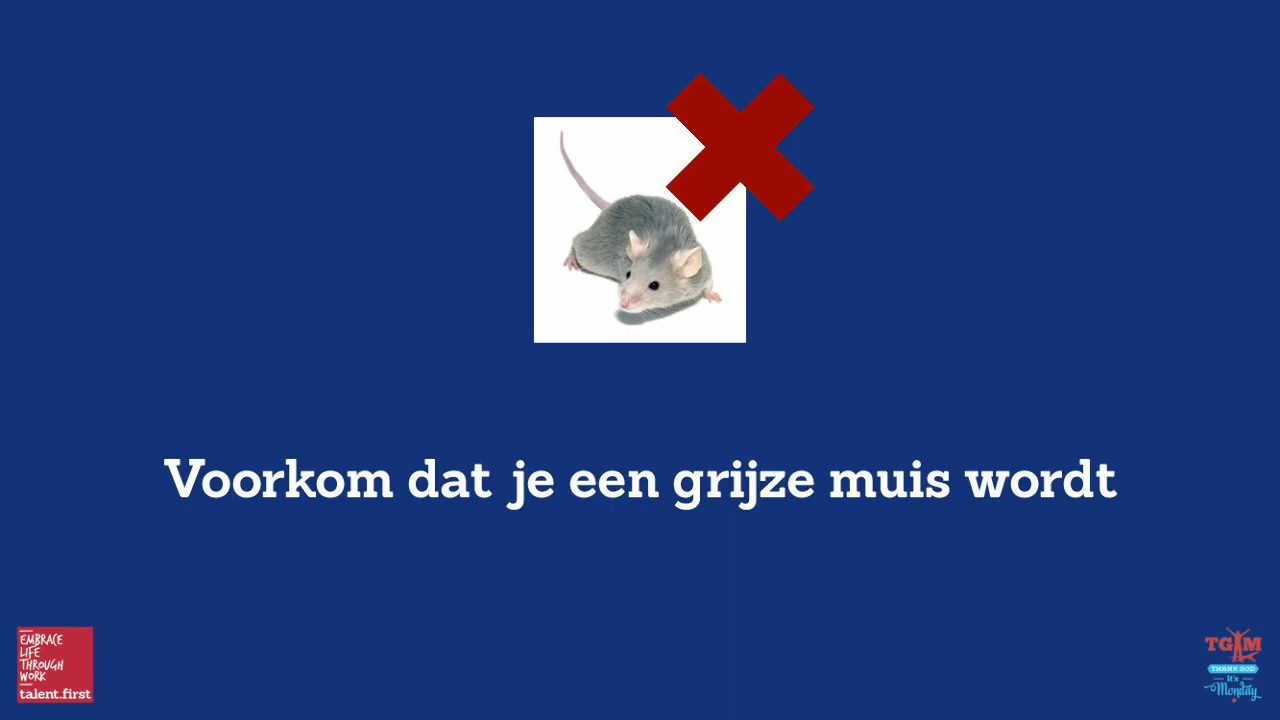 Voorkom dat je een grijze muis wordt
EMBRACE
LIFE
THROUGH
WORK
talent.first
TGIM
THANK GOD
it's
Monday